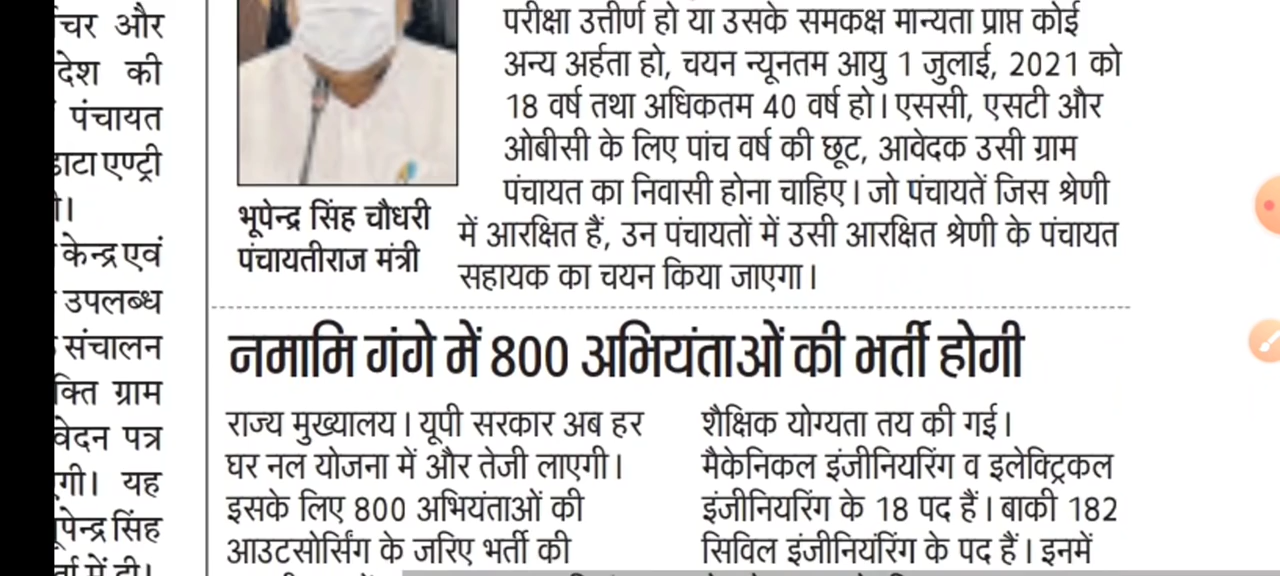 चर और
देश की
पंचायत
डाटा एण्ट्री
केन्द्र एवं
उपलब्ध
संचालन
ग्राम
पत्र
यह
सिंह
में दी।
परीक्षा उत्तीर्ण हो या उसके समकक्ष मान्यता प्राप्त कोई
अन्य अर्हता हो, चयन न्यूनतम आयु 1 जुलाई, 2021 को
18 वर्ष तथा अधिकतम 40 वर्ष हो। एससी, एसटी और
ओबीसी के लिए पांच वर्ष की छूट, आवेदक उसी ग्राम
पंचायत का निवासी होना चाहिए। जो पंचायतें जिस श्रेणी
में आरक्षित हैं, उन पंचायतों में उसी आरक्षित श्रेणी के पंचायत
सहायक का चयन किया जाएगा।
भूपेन्द्र सिंह चौधरी
पंचायतीराज मंत्री
नमामि गंगे में 800 अभियंताओं की भर्ती होगी
राज्य मुख्यालय। यूपी सरकार अब हर
घर नल योजना में और तेजी लाएगी।
इसके लिए 800 अभियंताओं की
आउटसोर्सिंग के जरिए भर्ती की
शैक्षिक योग्यता तय की गई।
मैकेनिकल इंजीनियरिंग व इलेक्ट्रिकल
इंजीनियरिंग के 18 पद हैं। बाकी 182
सिविल इंजीनियरिंग के पद हैं। इनमें